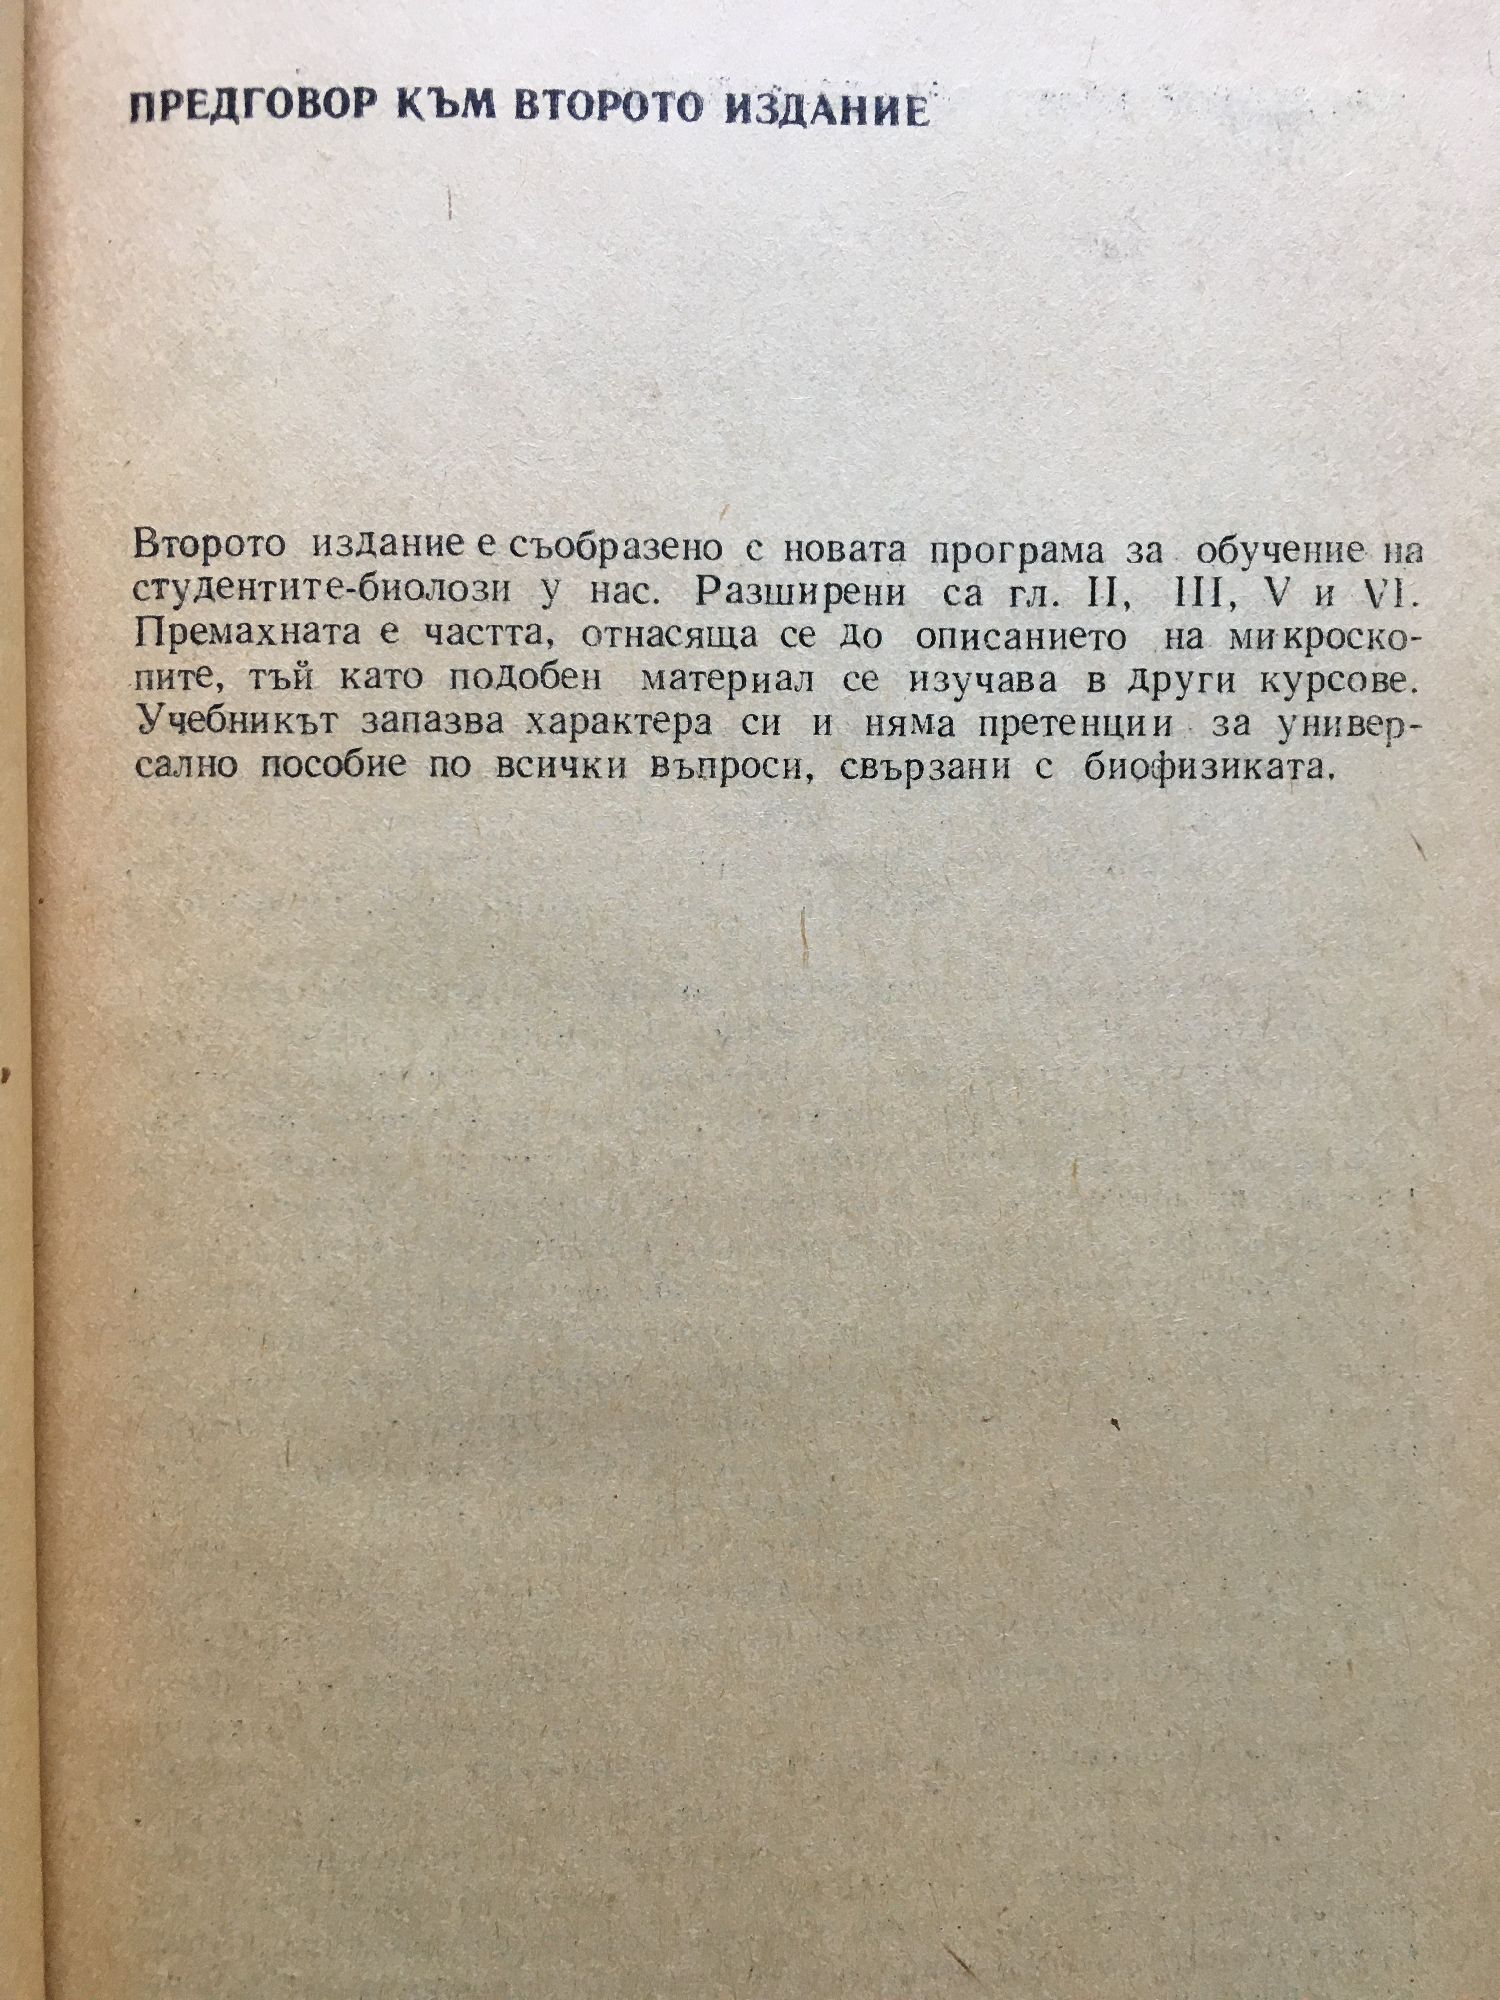 ПРЕДГОВОР КЪМ ВТОРОТО ИЗДАНИЕ
Второто издание е съобразено с новата програма за обучение на
студентите-биолози у нас. Разширени са гл. II, III, V и VI.
Премахната е частта, отнасяща се до описанието на микроско-
пите, тъй като подобен материал се изучава в други курсове.
Учебникът запазва характера си и няма претенции за универ-
сално пособие по всички въпроси, свързани с биофизиката.